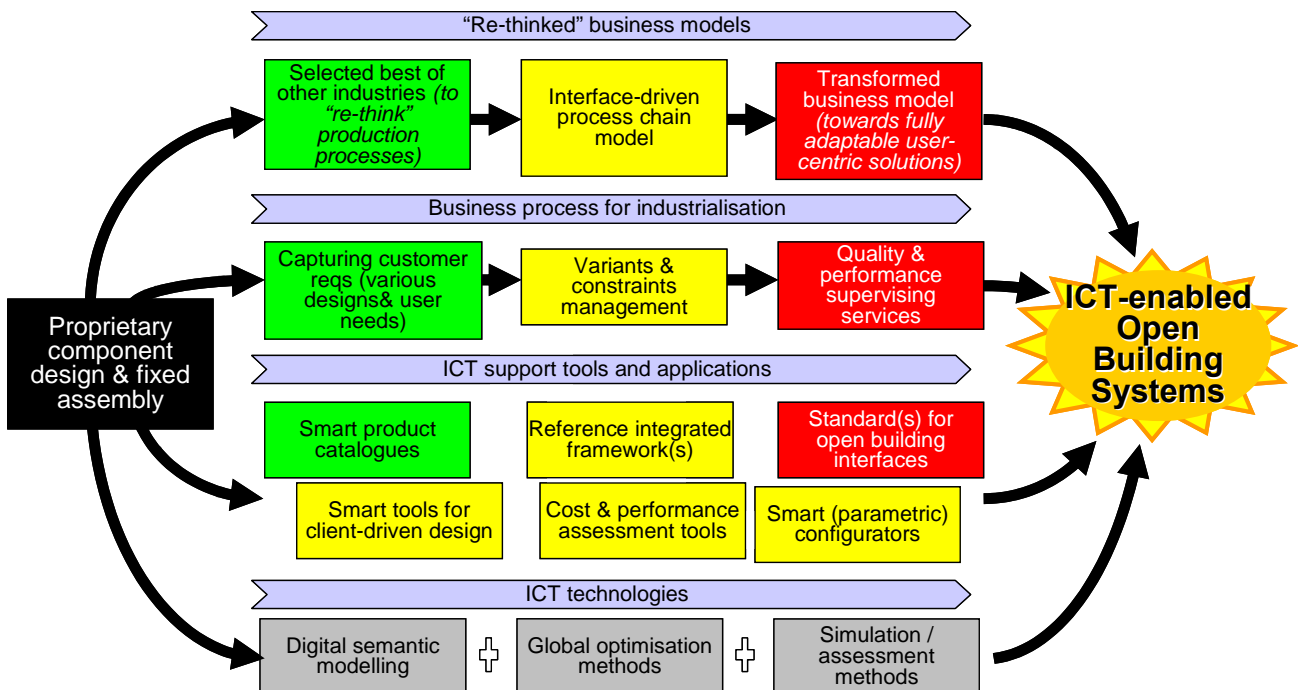 “Re-thinked” business models
Selected best of
other industries (to
“re-think”
production
processes)
Interface-driven
process chain
model
Transformed
business model
(towards fully
adaptable user-
centric solutions)
Business process for industrialisation
Capturing customer
reqs (various
designs& user
needs)
Variants &
constraints
management
Quality &
performance
supervising
services
Proprietary
component
design & fixed
assembly
ICT-enabled
Open
Building
Systems
ICT support tools and applications
Smart product
catalogues
Reference integrated
framework(s)
Standard(s) for
open building
interfaces
Smart tools for
client-driven design
Cost & performance
assessment tools
Smart (parametric)
configurators
ICT technologies
Digital semantic
modelling
Global optimisation
methods
Simulation /
assessment
methods